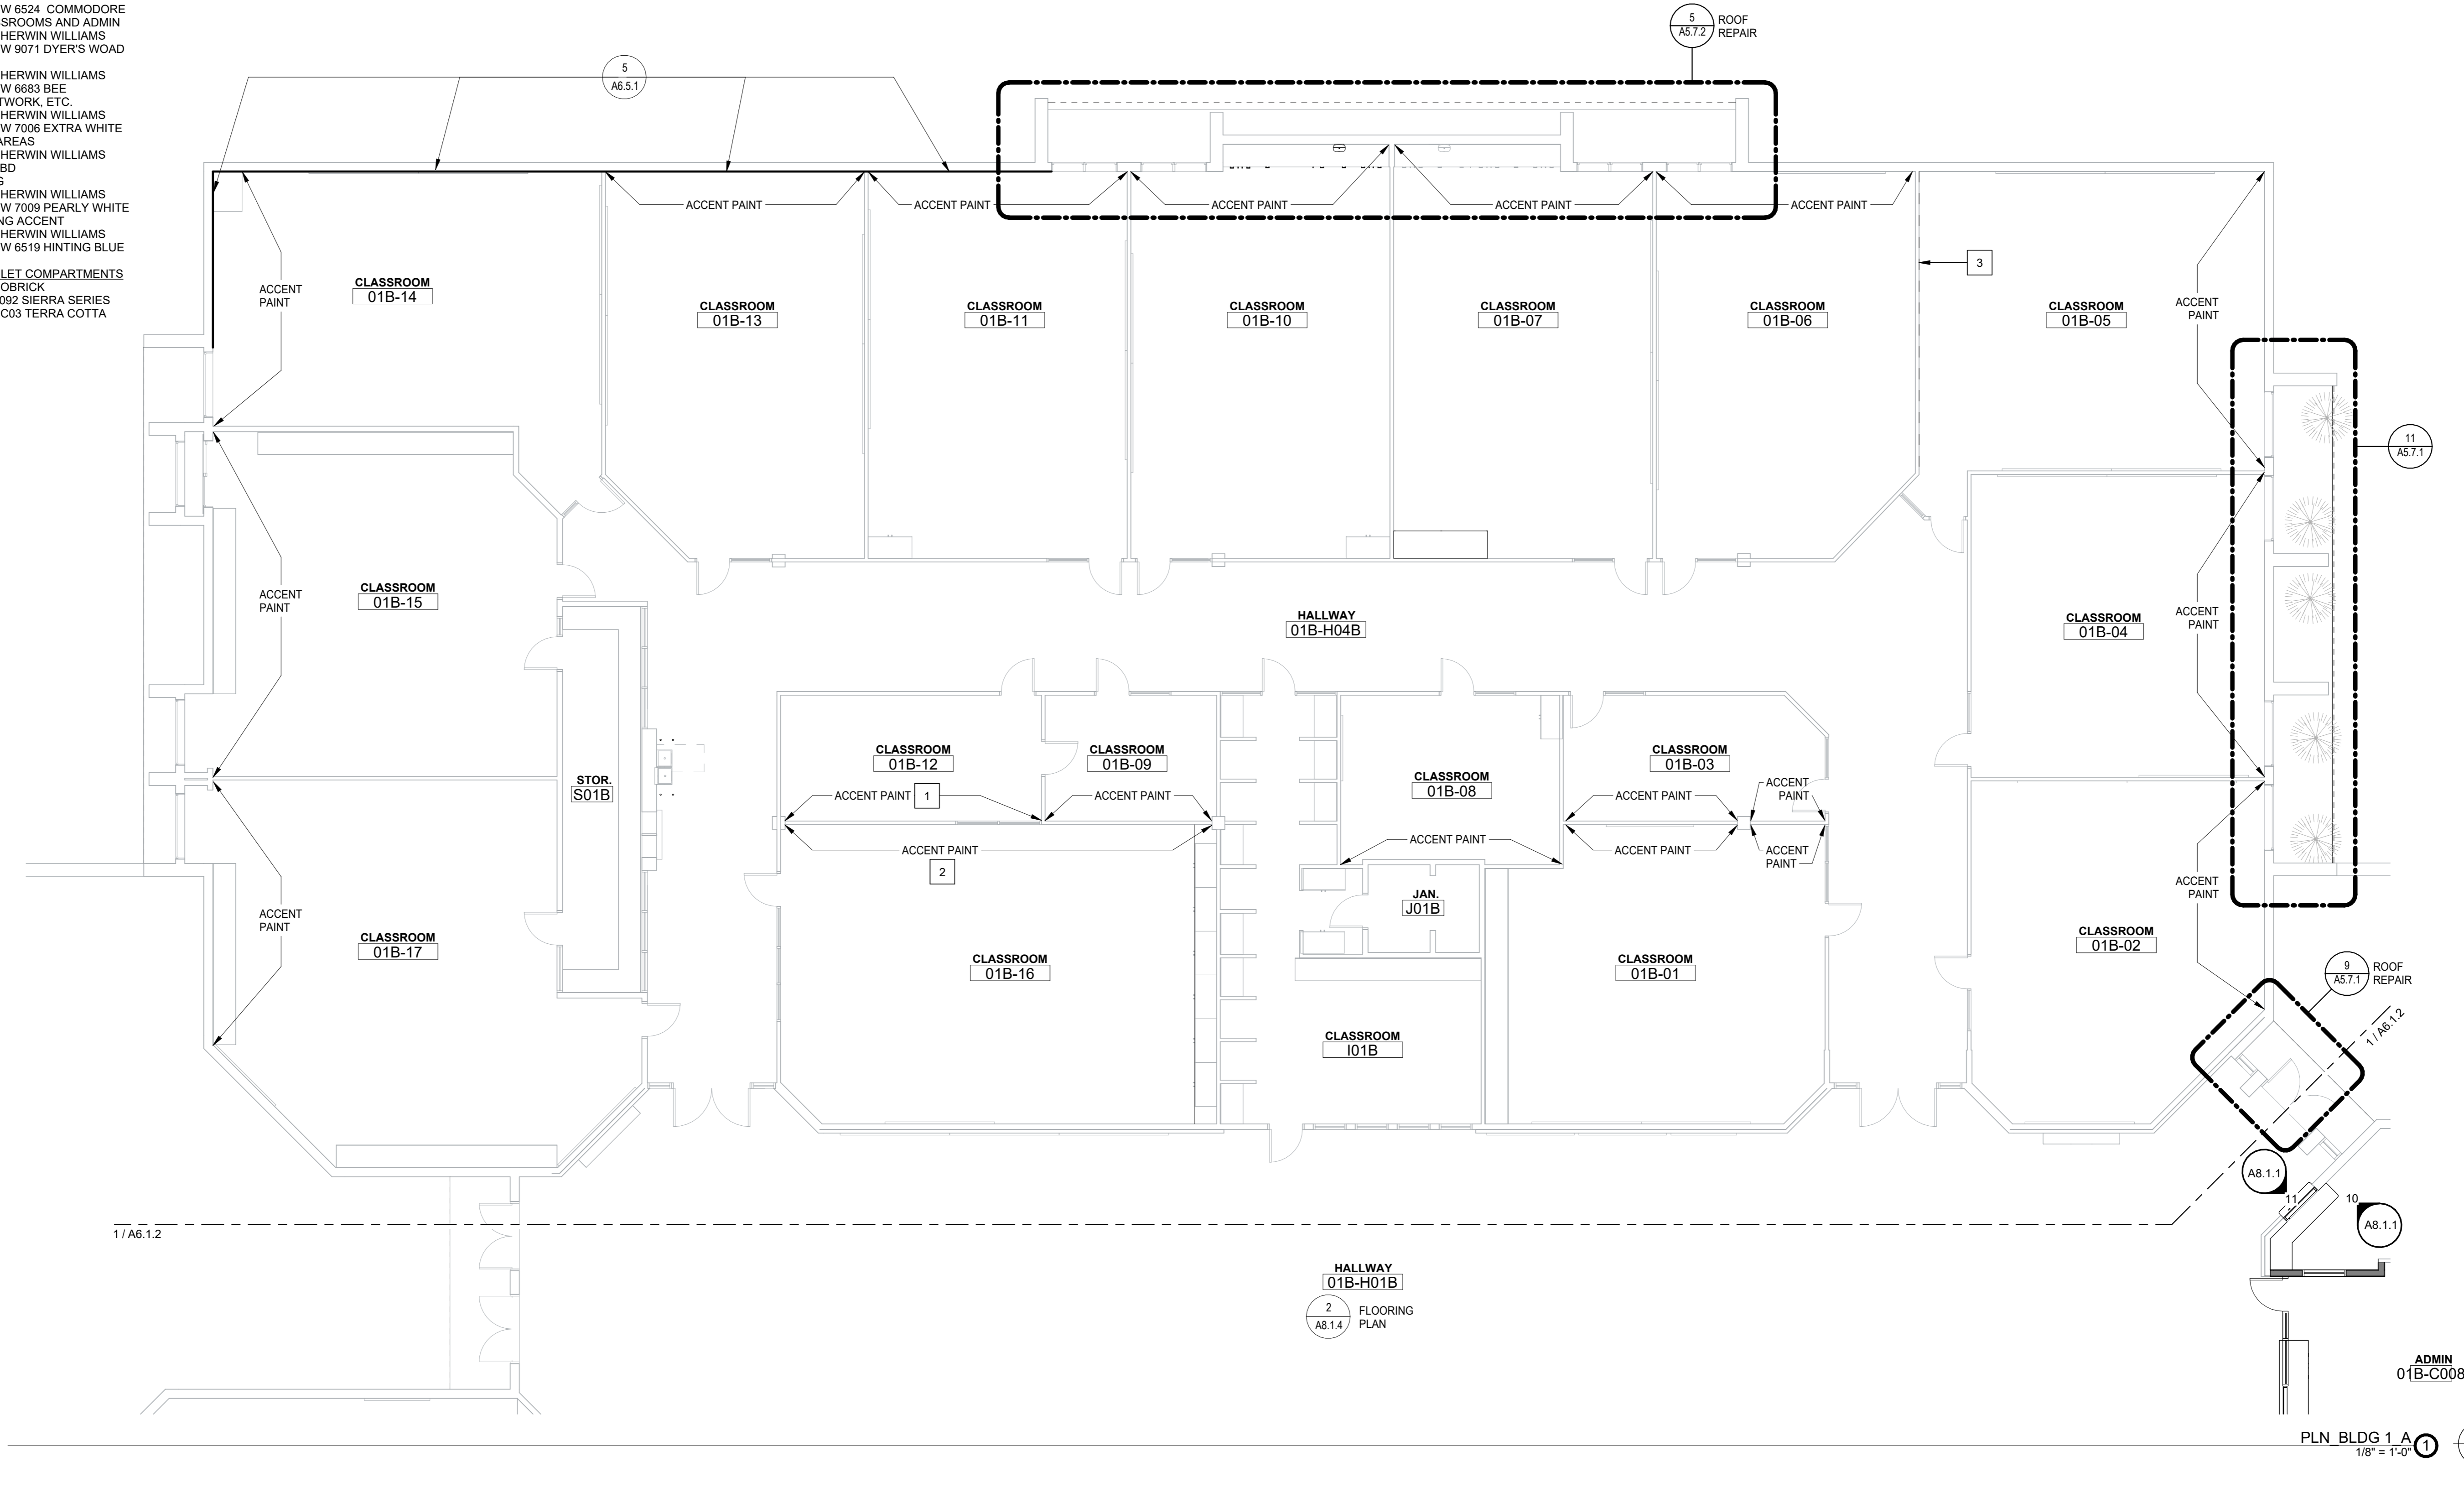 W 6524  COMMODORE
SSROOMS AND ADMIN
HERWIN WILLIAMS
W 9071 DYER'S WOAD
HERWIN WILLIAMS
W 6683 BEE
TWORK, ETC.
HERWIN WILLIAMS
W 7006 EXTRA WHITE
AREAS
HERWIN WILLIAMS
BD
G
HERWIN WILLIAMS
W 7009 PEARLY WHITE
NG ACCENT
HERWIN WILLIAMS
W 6519 HINTING BLUE
LET COMPARTMENTS
OBRICK
092 SIERRA SERIES
C03 TERRA COTTA
5
A6.5.1
5
A5.7.2
ROOF
REPAIR
ACCENT PAINT
ACCENT PAINT
ACCENT PAINT
ACCENT PAINT
ACCENT PAINT
3
ACCENT
PAINT
CLASSROOM
01B-14
CLASSROOM
01B-13
CLASSROOM
01B-11
CLASSROOM
01B-10
CLASSROOM
01B-07
CLASSROOM
01B-06
CLASSROOM
01B-05
ACCENT
PAINT
11
A5.7.1
ACCENT
PAINT
CLASSROOM
01B-15
HALLWAY
01B-H04B
CLASSROOM
01B-04
ACCENT
PAINT
STOR.
S01B
CLASSROOM
01B-12
CLASSROOM
01B-09
CLASSROOM
01B-08
CLASSROOM
01B-03
ACCENT PAINT
1
ACCENT PAINT
ACCENT PAINT
ACCENT
PAINT
ACCENT PAINT
2
ACCENT PAINT
ACCENT PAINT
ACCENT
PAINT
JAN.
J01B
ACCENT
PAINT
CLASSROOM
01B-17
CLASSROOM
01B-16
CLASSROOM
I01B
CLASSROOM
01B-01
CLASSROOM
01B-02
ACCENT
PAINT
9
A5.7.1
ROOF
REPAIR
1 / A6.1.2
A8.1.1
11
10
A8.1.1
1 / A6.1.2
HALLWAY
01B-H01B
2
A8.1.4
FLOORING
PLAN
ADMIN
01B-C008
PLN_BLDG 1_A
1/8" = 1'-0"
1